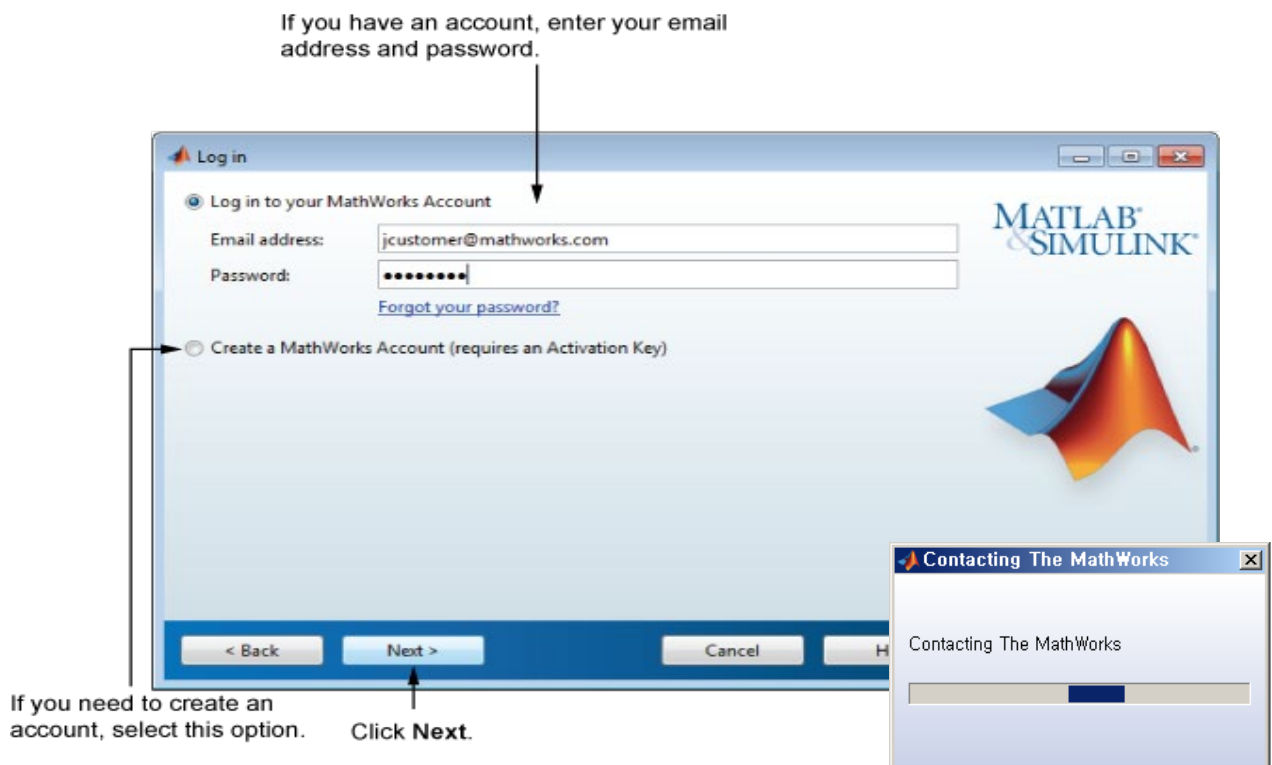 If you have an account, enter your email
address and password.
Log in
Log in to your MathWorks Account
Email address:
jcustomer@mathworks.com
Password:
Forgot your password?
Create a MathWorks Account (requires an Activation Key)
MATLAB®
&SIMULINK®
< Back
Next >
Cancel
Contacting The MathWorks
Contacting The MathWorks
If you need to create an
account, select this option.
Click Next.